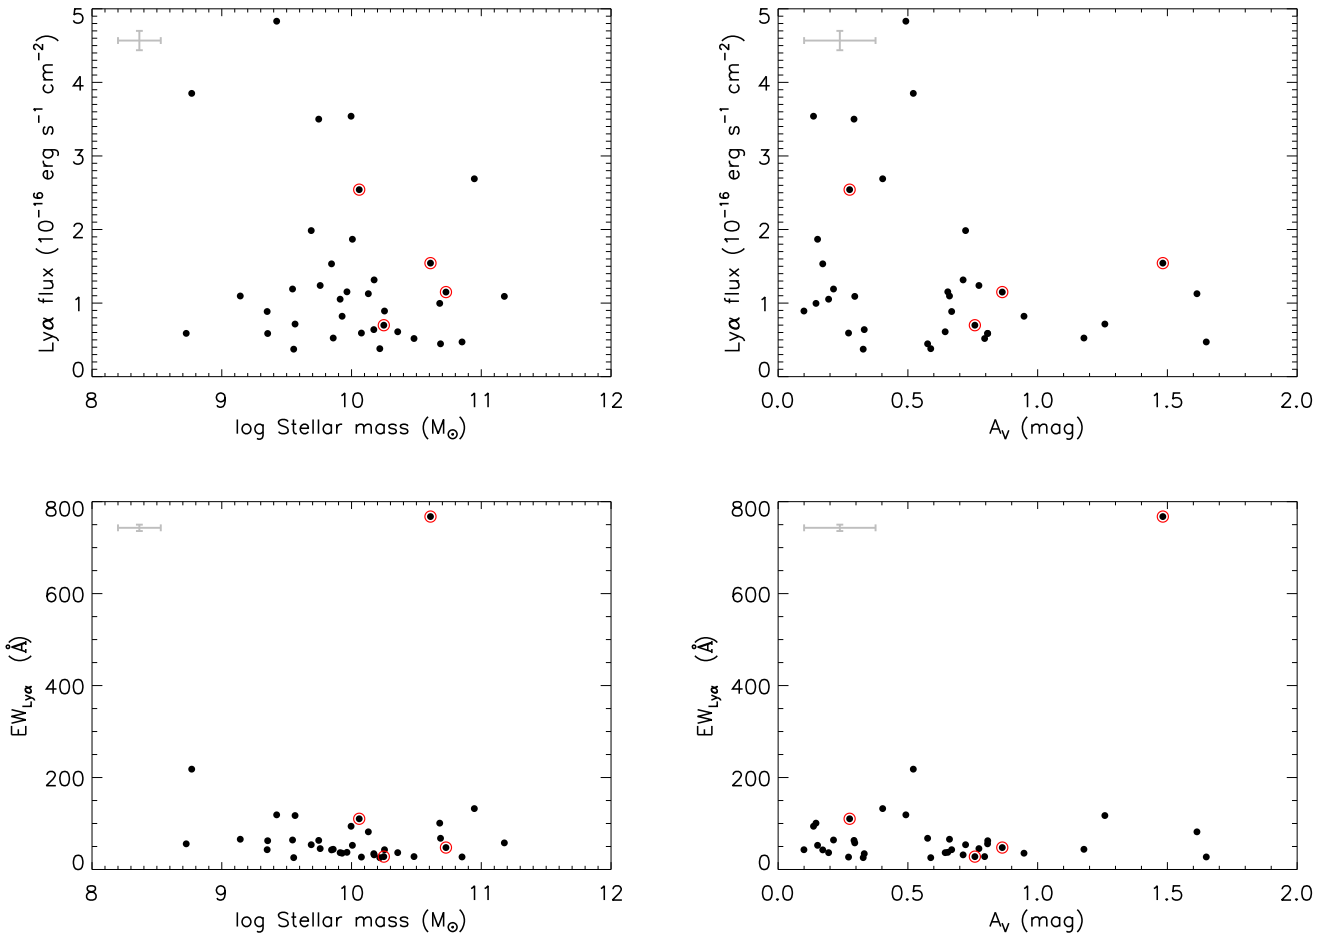 5
4
3
2
1
0
Lyα flux (10⁻¹⁶ erg s⁻¹ cm⁻²)
8 9 10 11 12
log Stellar mass (M☉)
5
4
3
2
1
0
Lyα flux (10⁻¹⁶ erg s⁻¹ cm⁻²)
0.0 0.5 1.0 1.5 2.0
A_V (mag)
800
600
400
200
0
EW_Lyα (Å)
8 9 10 11 12
log Stellar mass (M☉)
800
600
400
200
0
EW_Lyα (Å)
0.0 0.5 1.0 1.5 2.0
A_V (mag)